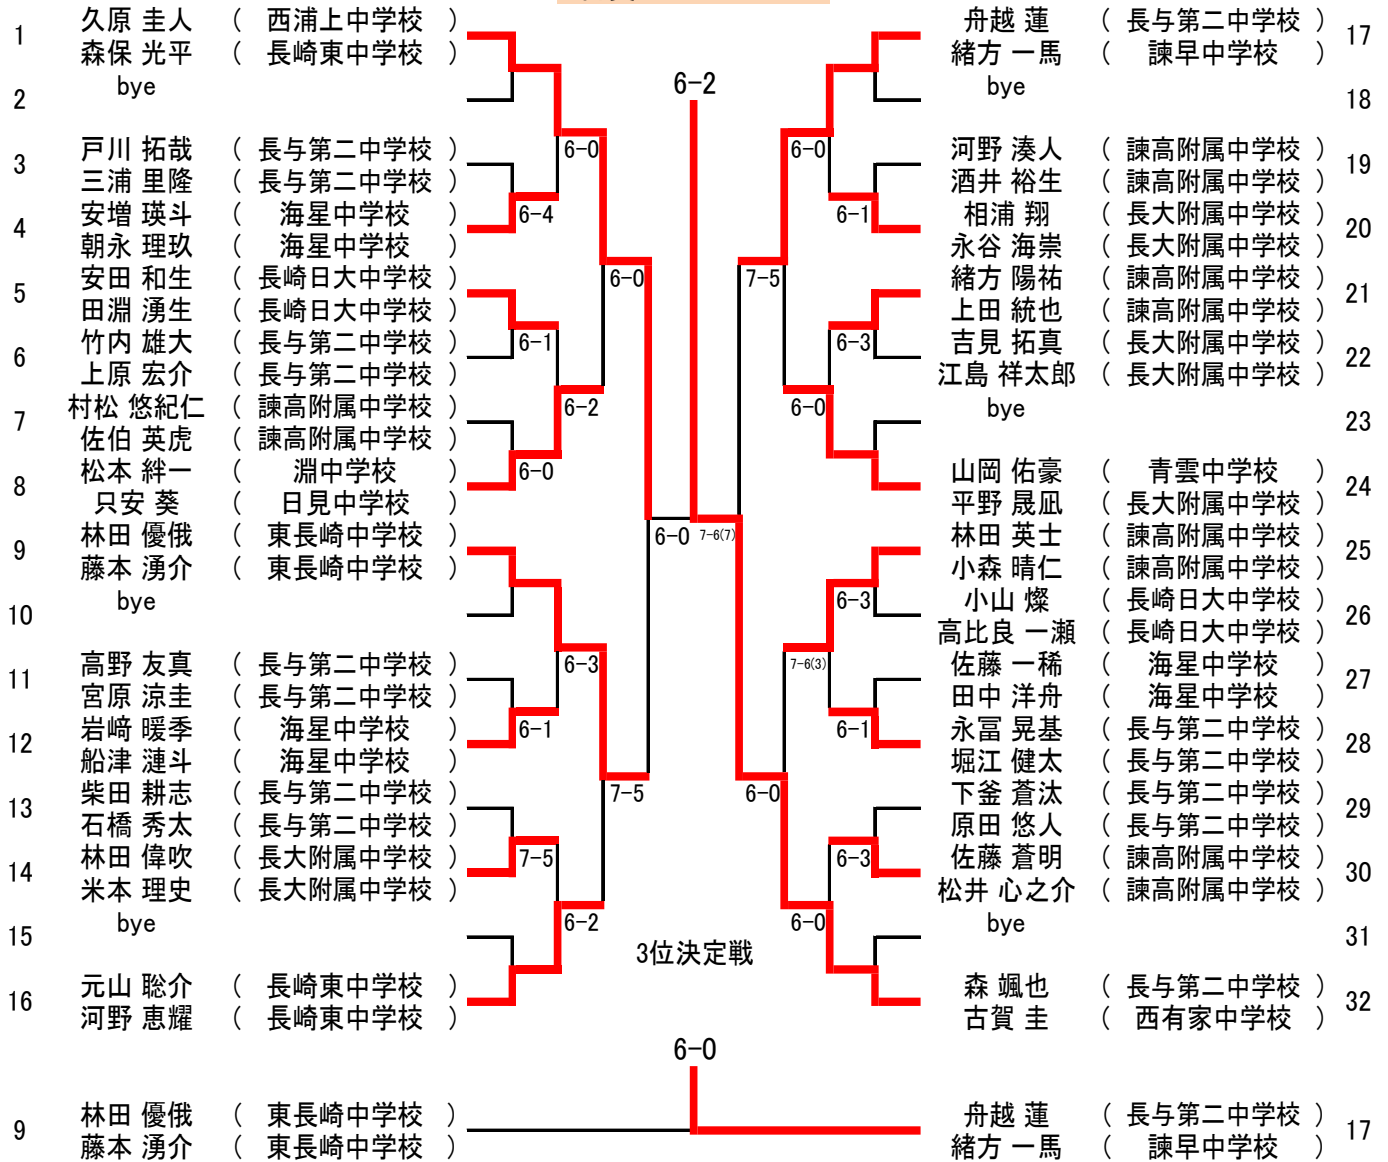 6-2
1 久原 圭人 ( 西浦上中学校 )
森保 光平 ( 長崎東中学校 )
2 bye
3 戸川 拓哉 ( 長与第二中学校 )
三浦 里隆 ( 長与第二中学校 )
4 安増 瑛斗 ( 海星中学校 )
朝永 理玖 ( 海星中学校 )
5 安田 和生 ( 長崎日大中学校 )
田淵 湧生 ( 長崎日大中学校 )
6 竹内 雄大 ( 長与第二中学校 )
上原 宏介 ( 長与第二中学校 )
7 村松 悠紀仁 ( 諫高附属中学校 )
佐伯 英虎 ( 諫高附属中学校 )
8 松本 絆一 ( 淵中学校 )
只安 葵 ( 日見中学校 )
9 林田 優俄 ( 東長崎中学校 )
藤本 湧介 ( 東長崎中学校 )
10 bye
11 高野 友真 ( 長与第二中学校 )
宮原 涼圭 ( 長与第二中学校 )
12 岩﨑 暖季 ( 海星中学校 )
船津 漣斗 ( 海星中学校 )
13 柴田 耕志 ( 長与第二中学校 )
石橋 秀太 ( 長与第二中学校 )
14 林田 偉吹 ( 長大附属中学校 )
米本 理史 ( 長大附属中学校 )
15 bye
16 元山 聡介 ( 長崎東中学校 )
河野 恵耀 ( 長崎東中学校 )
6-0
6-4
6-0
6-1
6-2
6-0
6-0
6-3
6-1
7-5
7-5
6-2
舟越 蓮 ( 長与第二中学校 ) 17
緒方 一馬 ( 諫早中学校 )
bye 18
河野 湊人 ( 諫高附属中学校 ) 19
酒井 裕生 ( 諫高附属中学校 )
相浦 翔 ( 長大附属中学校 ) 20
永谷 海崇 ( 長大附属中学校 )
緒方 陽祐 ( 諫高附属中学校 ) 21
上田 統也 ( 諫高附属中学校 )
吉見 拓真 ( 長大附属中学校 ) 22
江島 祥太郎 ( 長大附属中学校 )
bye 23
山岡 佑豪 ( 青雲中学校 ) 24
平野 晟凪 ( 長大附属中学校 )
林田 英士 ( 諫高附属中学校 ) 25
小森 晴仁 ( 諫高附属中学校 )
小山 燦 ( 長崎日大中学校 ) 26
高比良 一瀬 ( 長崎日大中学校 )
佐藤 一稀 ( 海星中学校 ) 27
田中 洋舟 ( 海星中学校 )
永冨 晃基 ( 長与第二中学校 ) 28
堀江 健太 ( 長与第二中学校 )
下釜 蒼汰 ( 長与第二中学校 ) 29
原田 悠人 ( 長与第二中学校 )
佐藤 蒼明 ( 諫高附属中学校 ) 30
松井 心之介 ( 諫高附属中学校 )
bye 31
森 颯也 ( 長与第二中学校 ) 32
古賀 圭 ( 西有家中学校 )
6-0
6-1
7-5
6-3
6-0
7-6(7)
6-3
7-6(3)
6-1
6-0
6-3
6-0
3位決定戦
6-0
9 林田 優俄 ( 東長崎中学校 )
藤本 湧介 ( 東長崎中学校 )
舟越 蓮 ( 長与第二中学校 ) 17
緒方 一馬 ( 諫早中学校 )